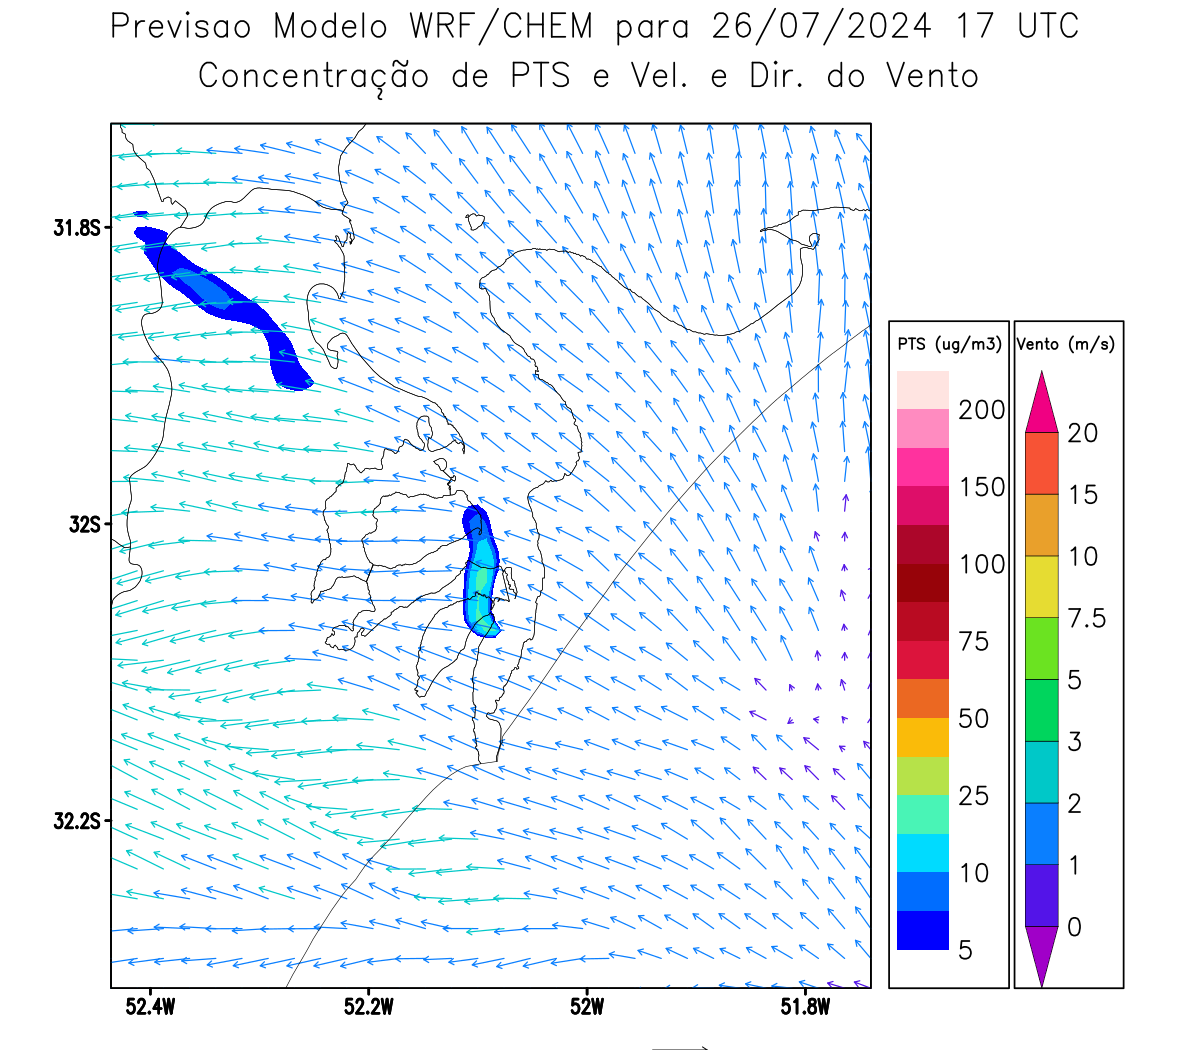 Previsao Modelo WRF/CHEM para 26/07/2024 17 UTC
Concentração de PTS e Vel. e Dir. do Vento
31.8S
32S
32.2S
52.4W 52.2W 52W 51.8W
PTS (ug/m3)
200
150
100
75
50
25
10
5
Vento (m/s)
20
15
10
7.5
5
3
2
1
0